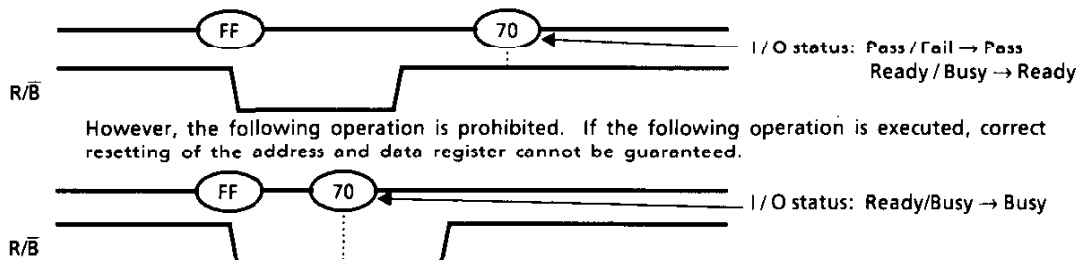 FF 70
I/O status: Pass/Fail → Pass
Ready/Busy → Ready
R/B̅
However, the following operation is prohibited. If the following operation is executed, correct
resetting of the address and data register cannot be guaranteed.
FF 70
I/O status: Ready/Busy → Busy
R/B̅